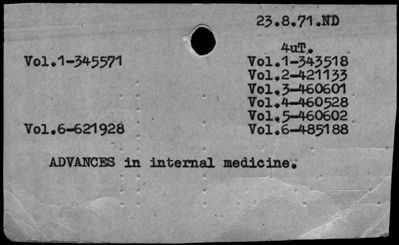 23.8.71.ND
4uT.
Vol.1-345571 Vol.1-343518
Vol.2-421133
Vol.3-460601
Vol.4-460528
Vol.5-460602
Vol.6-621928 Vol.6-485188
ADVANCES in internal medicine.